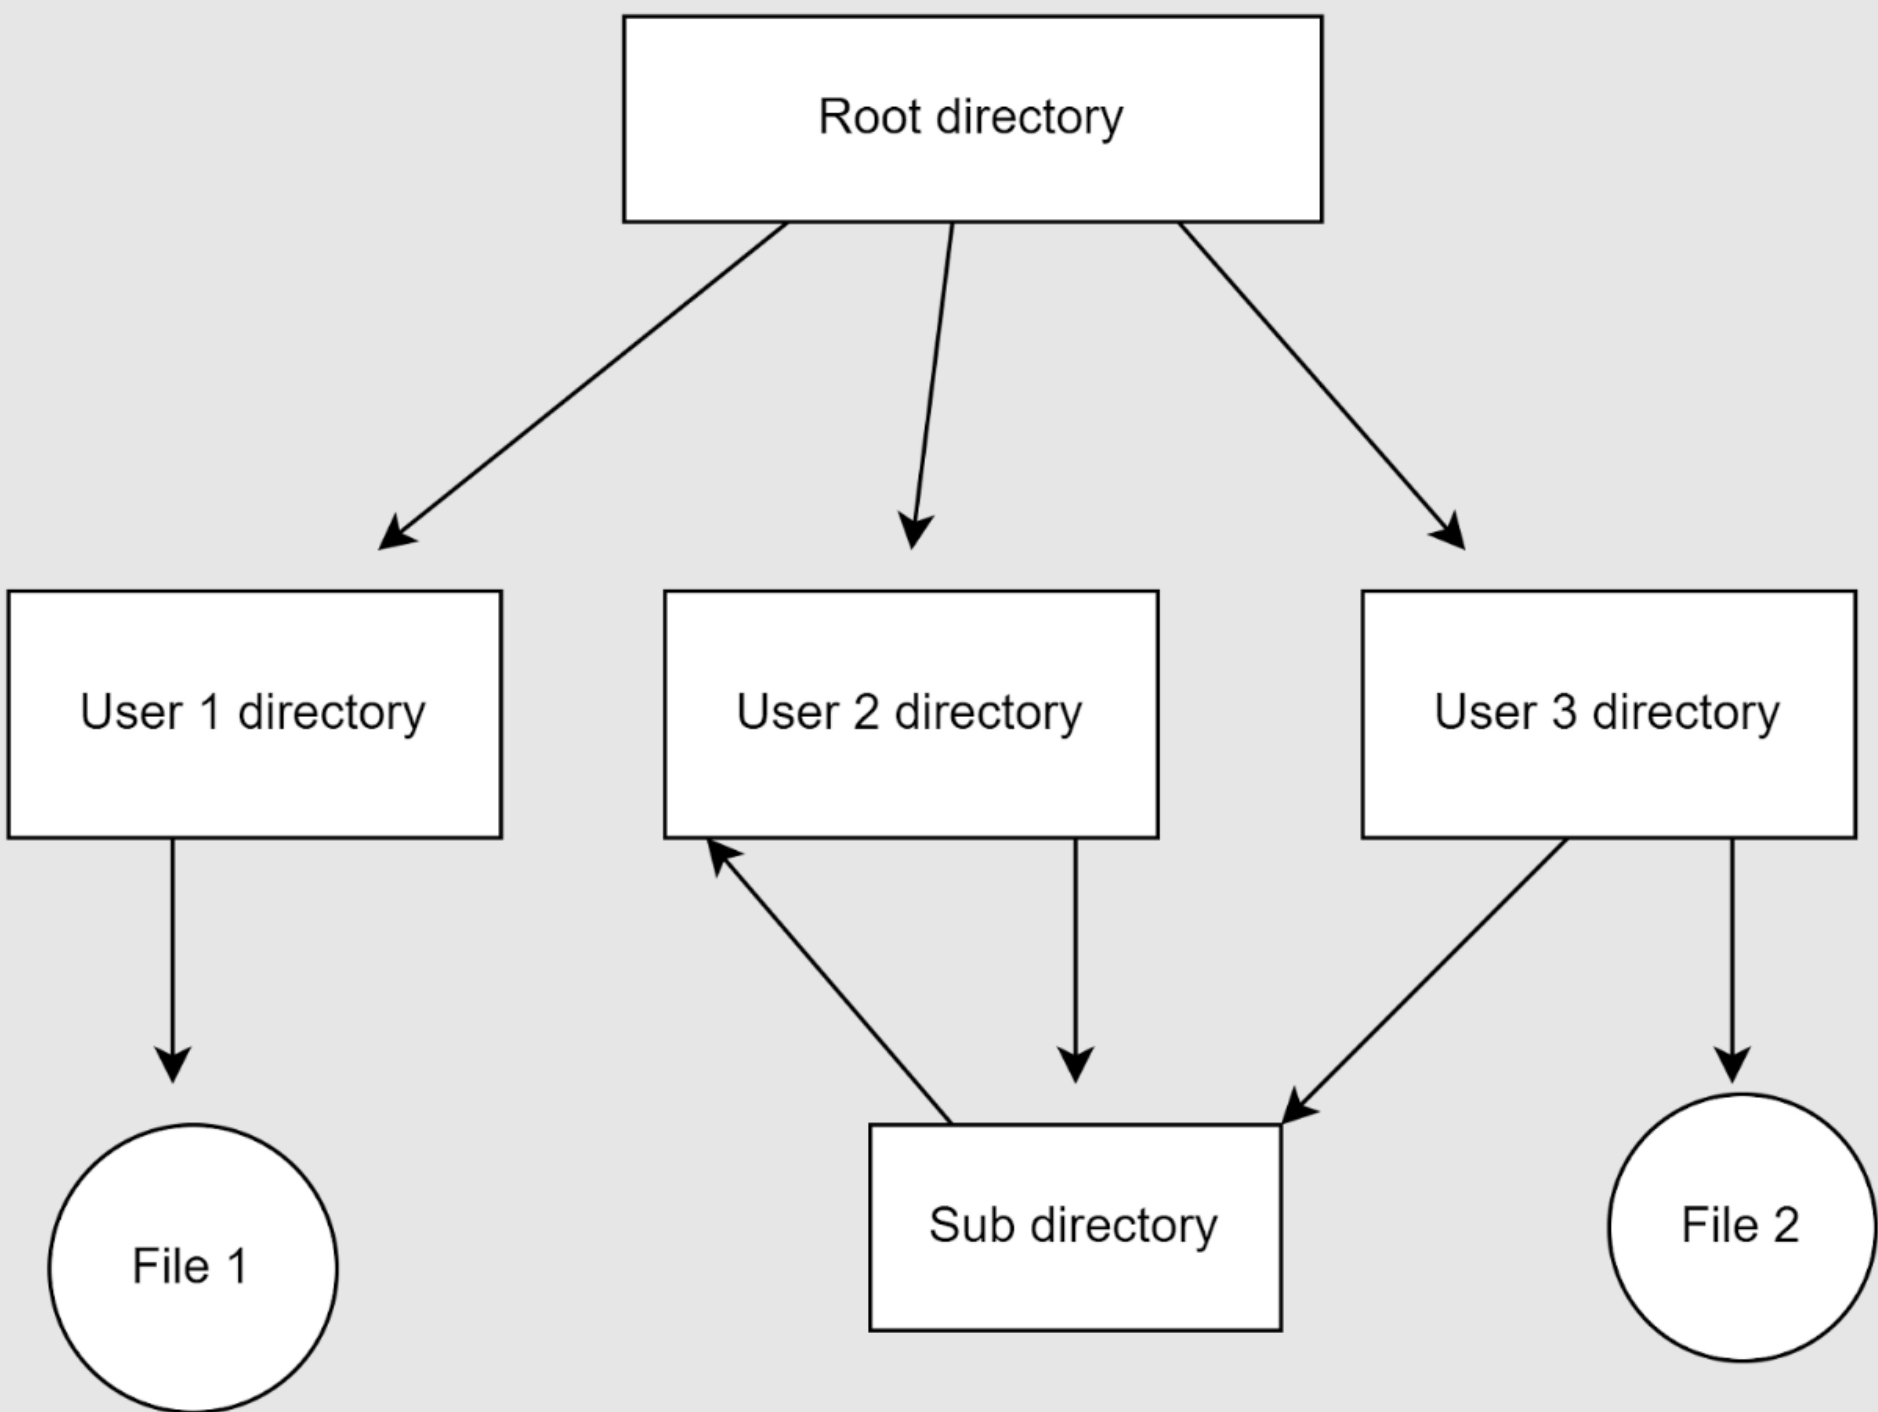 Root directory
User 1 directory
User 2 directory
User 3 directory
File 1
Sub directory
File 2